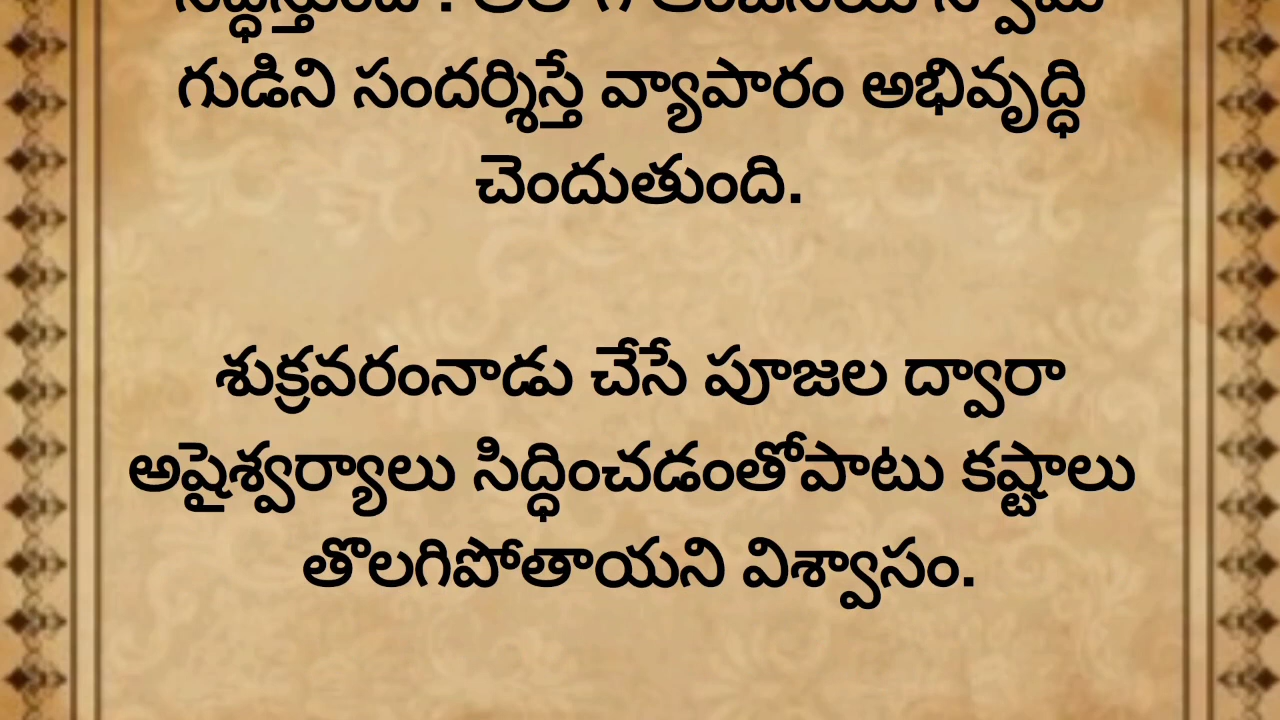 గుడిని సందర్శిస్తే వ్యాపారం అభివృద్ధి
చెందుతుంది.
శుక్రవరంనాడు చేసే పూజల ద్వారా
అషైశ్వర్యాలు సిద్ధించడంతోపాటు కష్టాలు
తొలగిపోతాయని విశ్వాసం.